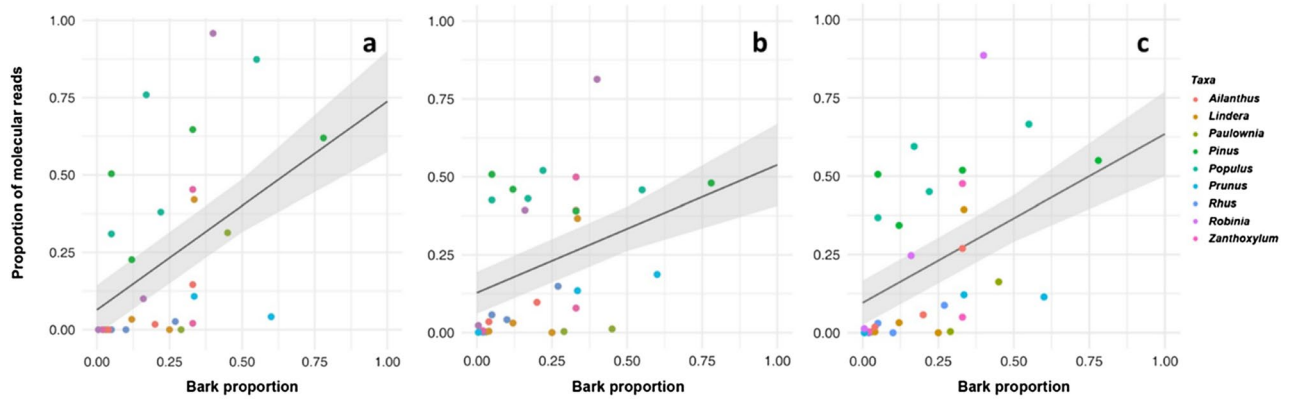 Proportion of molecular reads
1.00
0.75
0.50
0.25
0.00
a
0.00 0.25 0.50 0.75 1.00
Bark proportion
1.00
0.75
0.50
0.25
0.00
b
0.00 0.25 0.50 0.75 1.00
Bark proportion
1.00
0.75
0.50
0.25
0.00
c
0.00 0.25 0.50 0.75 1.00
Bark proportion
Taxa
Ailanthus
Lindera
Paulownia
Pinus
Populus
Prunus
Rhus
Robinia
Zanthoxylum